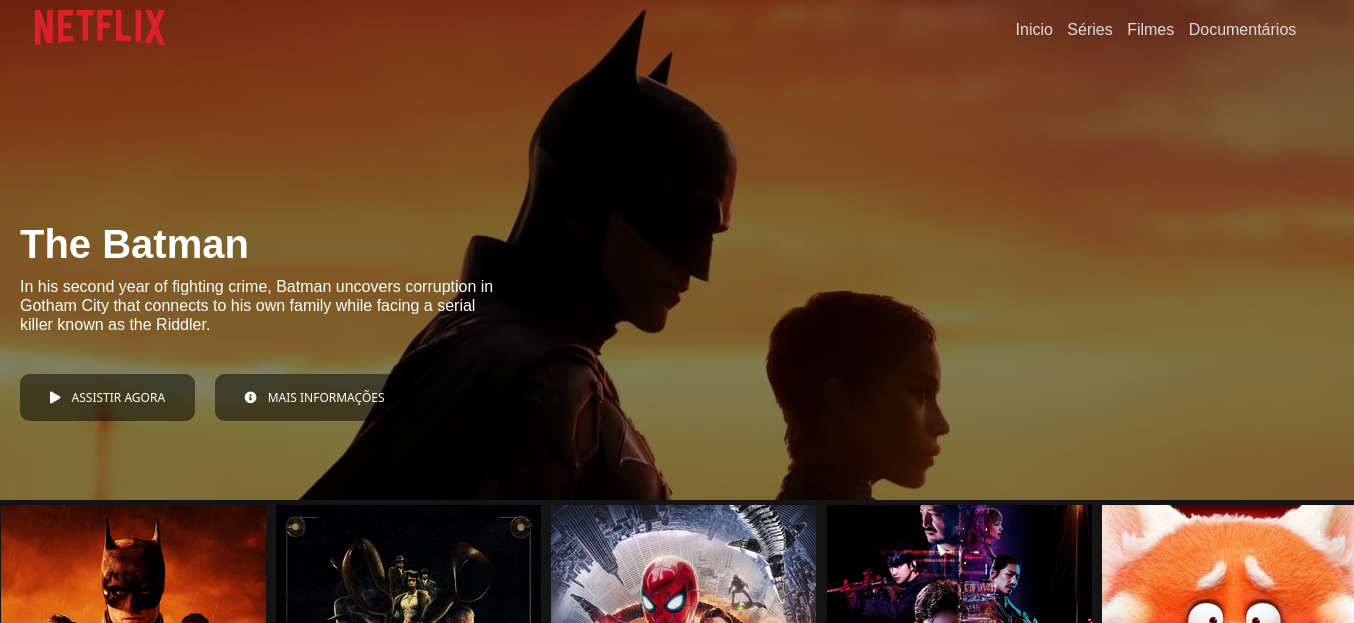 NETFLIX
Inicio Séries Filmes Documentários
The Batman
In his second year of fighting crime, Batman uncovers corruption in
Gotham City that connects to his own family while facing a serial
killer known as the Riddler.
ASSISTIR AGORA
MAIS INFORMAÇÕES